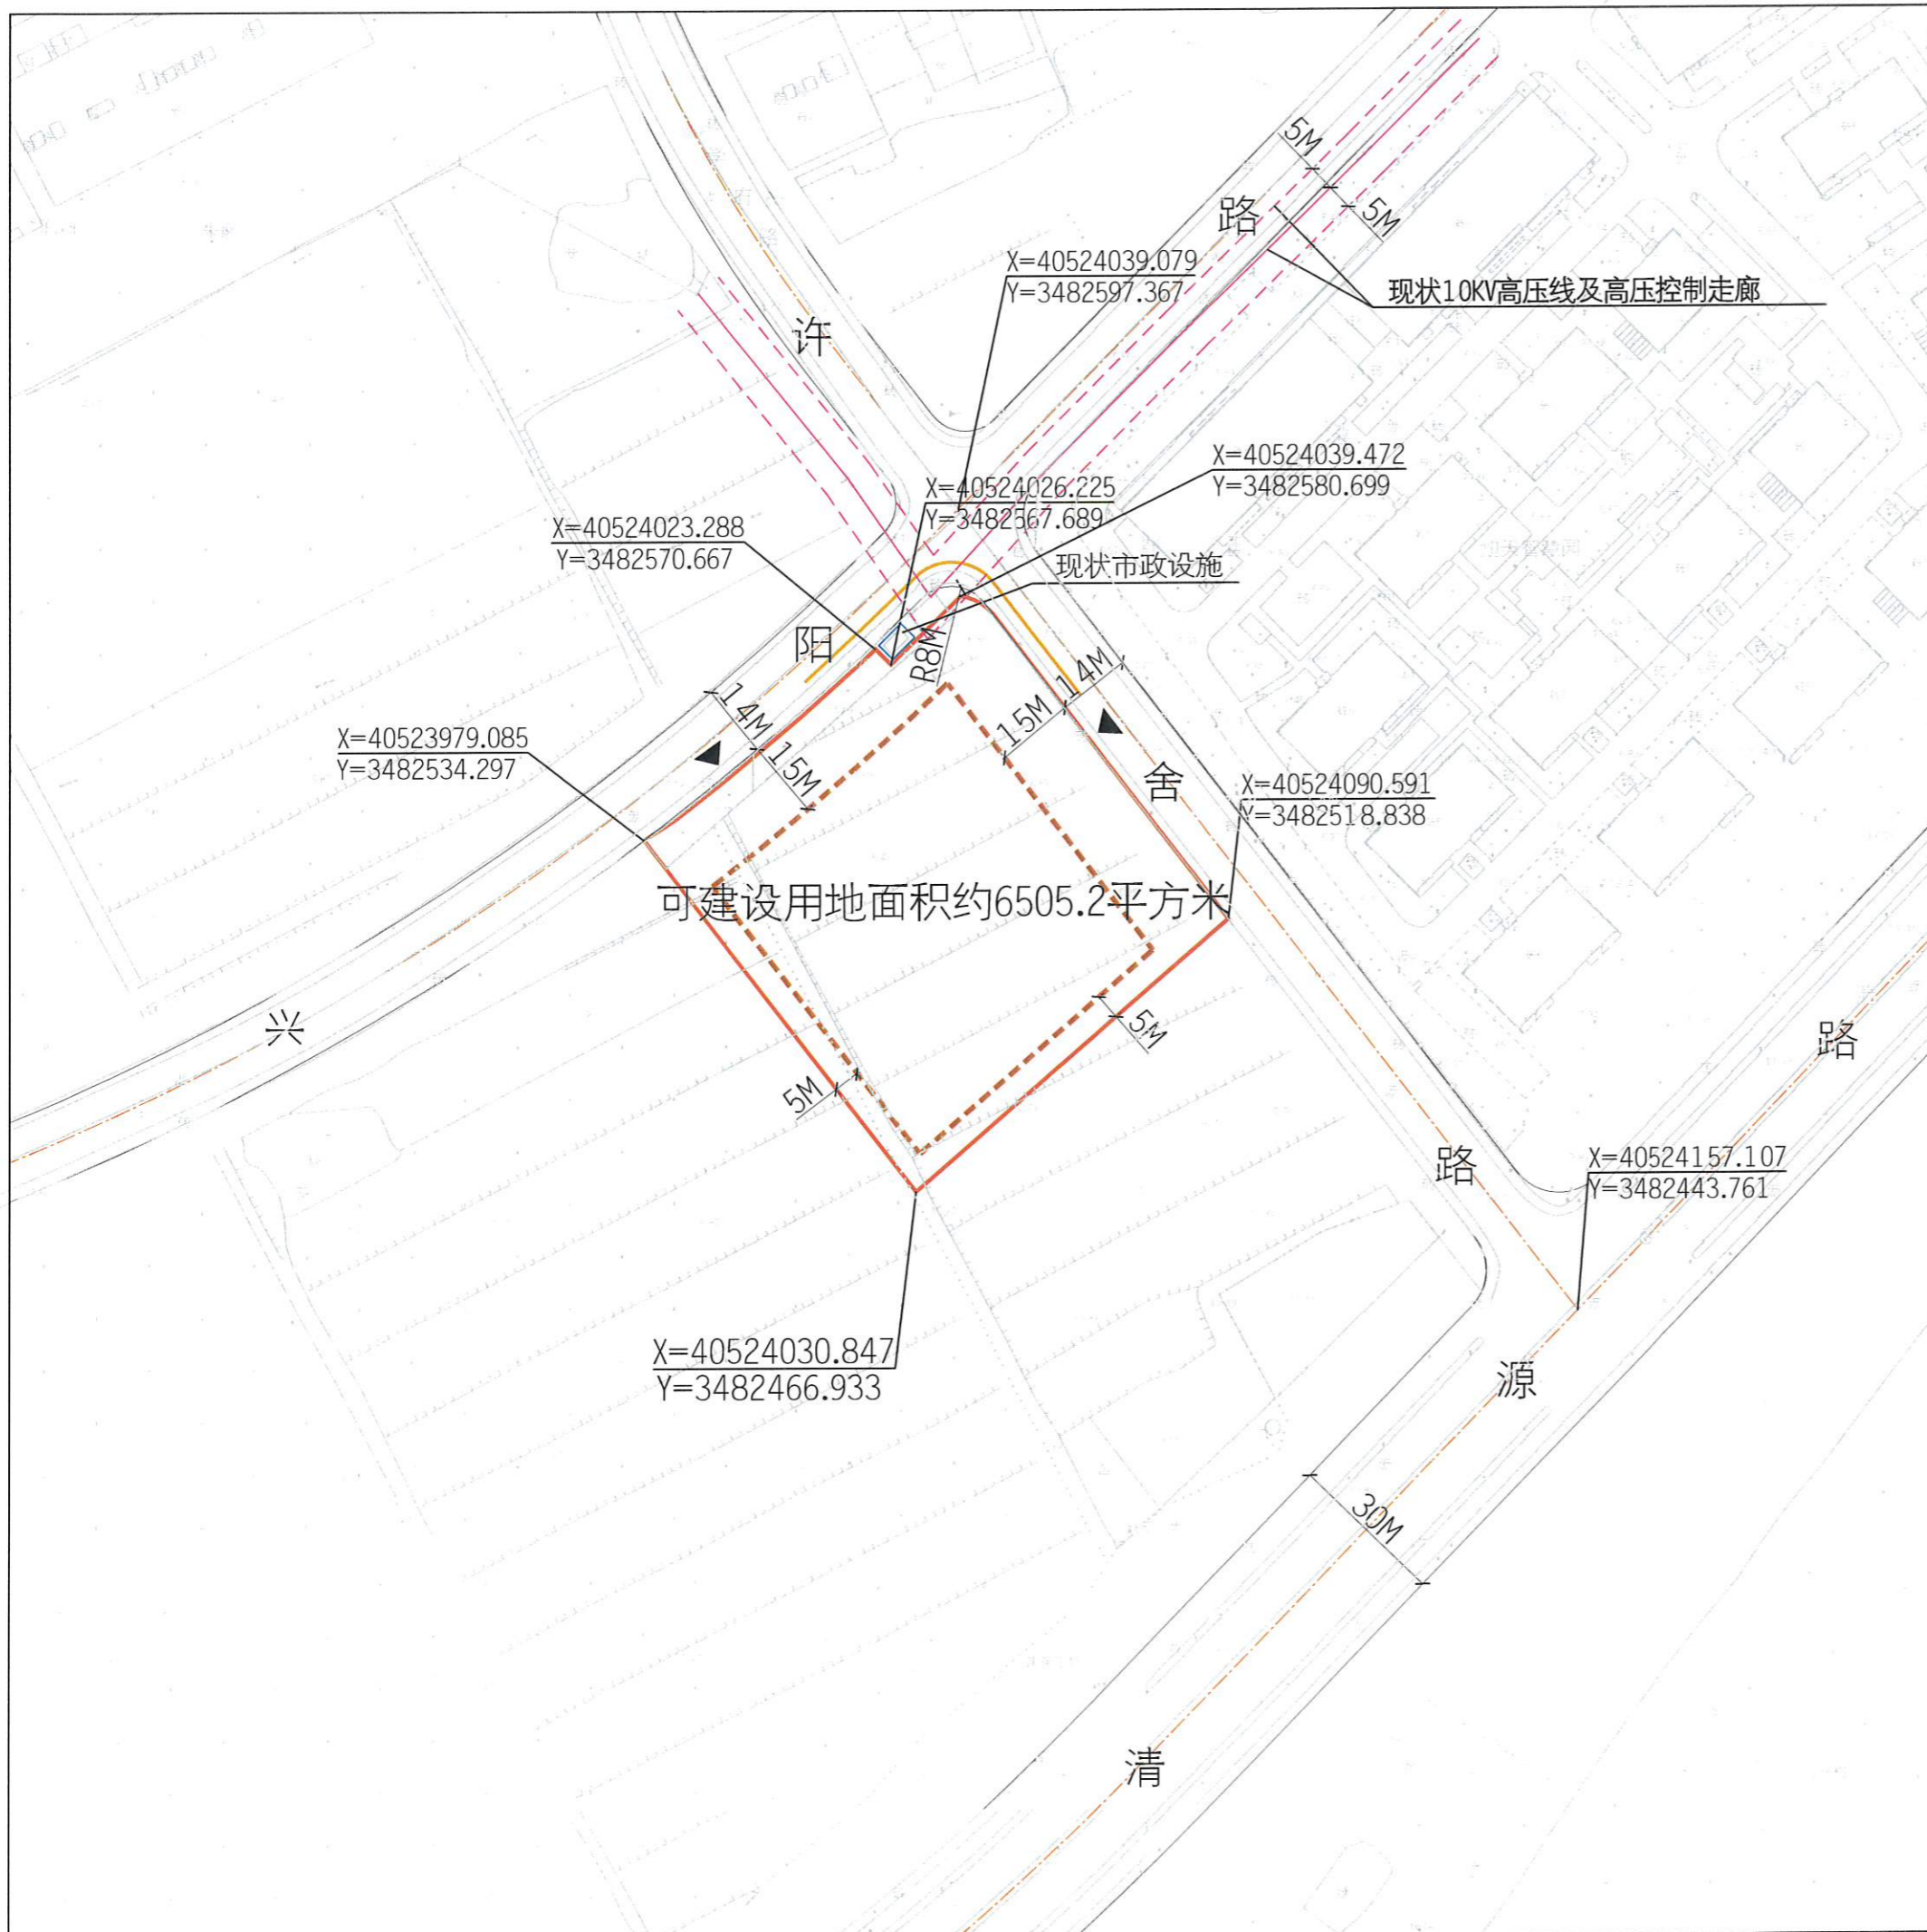 5M
5M
路
X=40524039.079
Y=3482597.367
现状10KV高压线及高压控制走廊
许
X=40524039.472
Y=3482580.699
X=40524026.225
Y=3482567.689
X=40524023.288
Y=3482570.667
现状市政设施
阳
R8M
14M
15M
14M
15M
X=40523979.085
Y=3482534.297
舍
X=40524090.591
Y=3482518.838
可建设用地面积约6505.2平方米
兴
5M
路
5M
路
X=40524157.107
Y=3482443.761
X=40524030.847
Y=3482466.933
源
30M
清